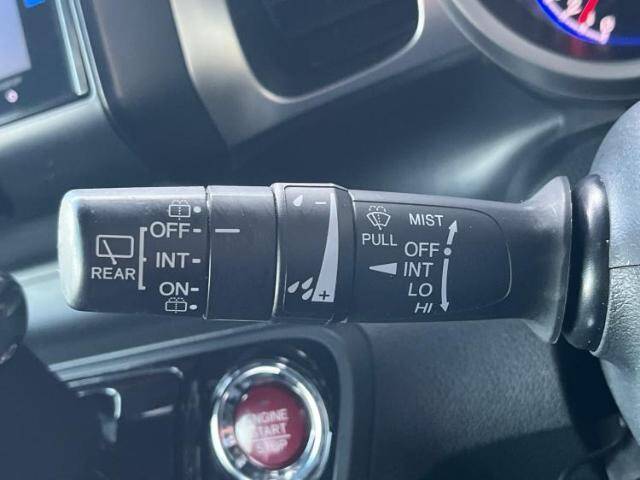 REAR
OFF
INT
ON
-
+
PULL
MIST
OFF
INT
LO
HI
ENGINE
START
STOP